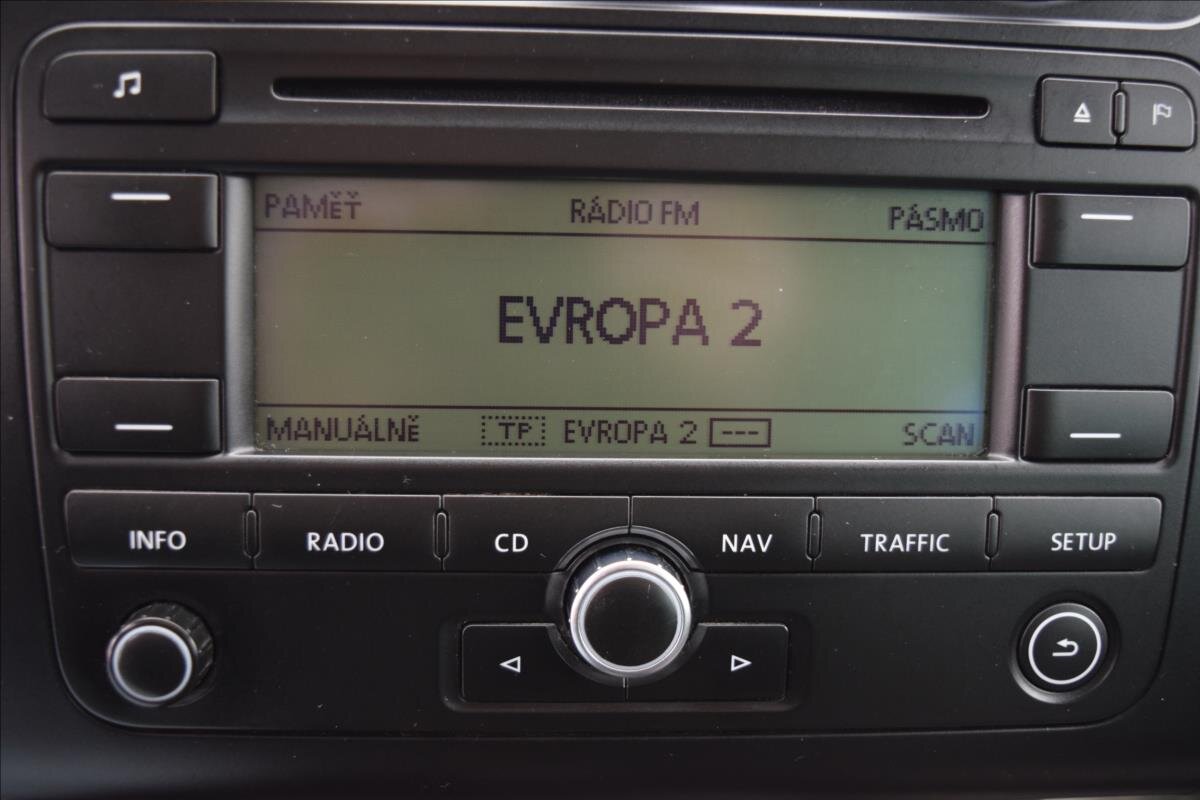 PAMĚŤ RÁDIO FM PÁSMO
EVROPA 2
MANUÁLNĚ TP EVROPA 2 --- SCAN
INFO RADIO CD NAV TRAFFIC SETUP